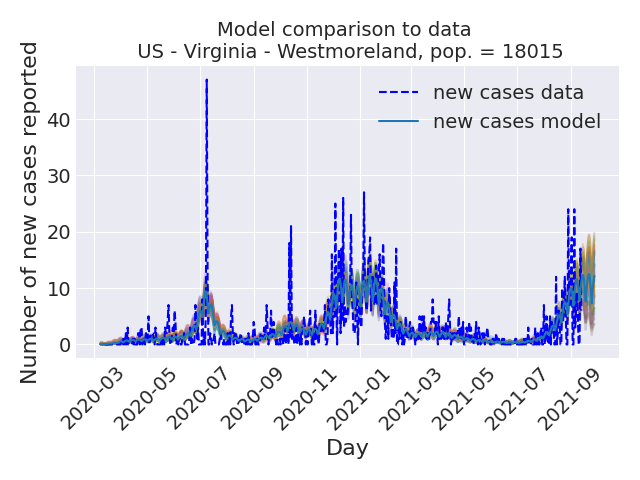 Model comparison to data
US - Virginia - Westmoreland, pop. = 18015
Number of new cases reported
40
30
20
10
0
new cases data
new cases model
2020-03
2020-05
2020-07
2020-09
2020-11
2021-01
2021-03
2021-05
2021-07
2021-09
Day